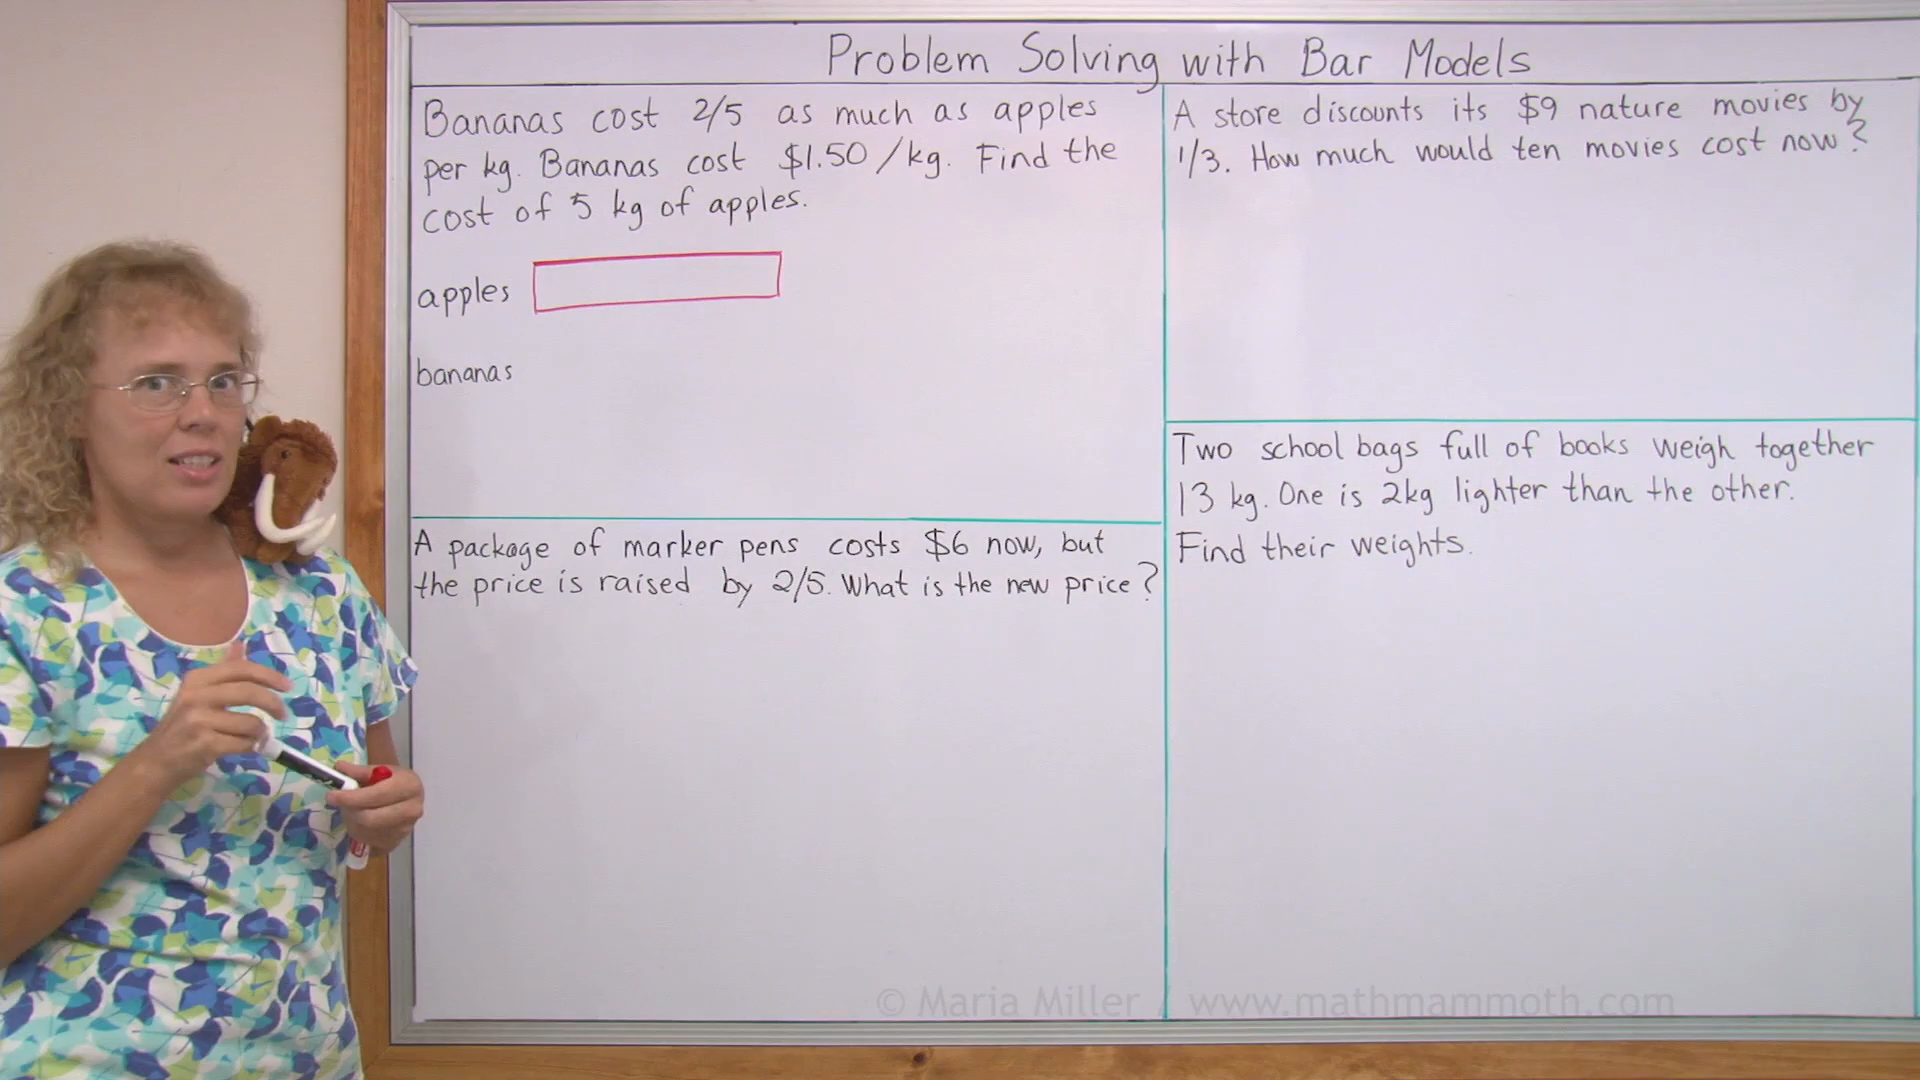 Problem Solving with Bar Models
Bananas cost 2/5 as much as apples
per kg. Bananas cost $1.50/kg. Find the
cost of 5 kg of apples.
apples
bananas
A package of marker pens costs $6 now, but
the price is raised by 2/5. What is the new price?
A store discounts its $9 nature movies by
1/3. How much would ten movies cost now?
Two school bags full of books weigh together
13 kg. One is 2kg lighter than the other.
Find their weights.
© Maria Miller / www.mathmammoth.com